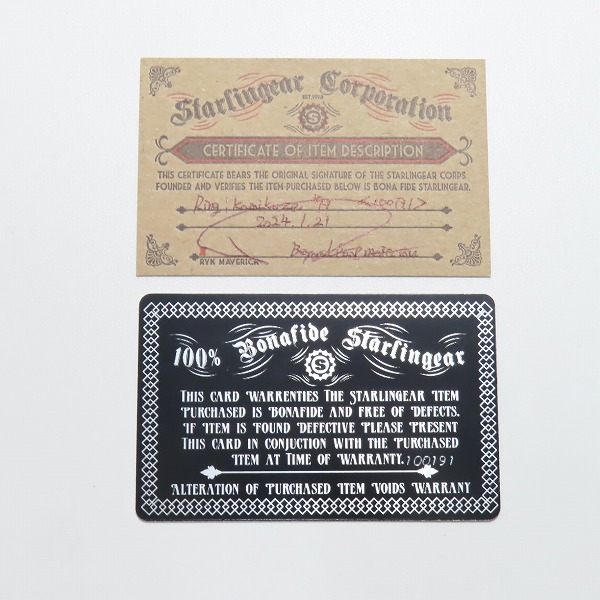 Starlingear Corporation
S
CERTIFICATE OF ITEM DESCRIPTION
THIS CERTIFICATE BEARS THE ORIGINAL SIGNATURE OF THE STARLINGEAR CORPS
FOUNDER AND VERIFIES THE ITEM PURCHASED BELOW IS BONA FIDE STARLINGEAR.
Ring:
2024.1.21
RYK MAVERICK
100% Bonafide Starlingear
S
THIS CARD WARRENTIES THE STARLINGEAR ITEM
PURCHASED IS BONAFIDE AND FREE OF DEFECTS.
IF ITEM IS FOUND DEFECTIVE PLEASE PRESENT
THIS CARD IN CONJUCTION WITH THE PURCHASED
ITEM AT TIME OF WARRANTY. 100191
ALTERATION OF PURCHASED ITEM VOIDS WARRANY